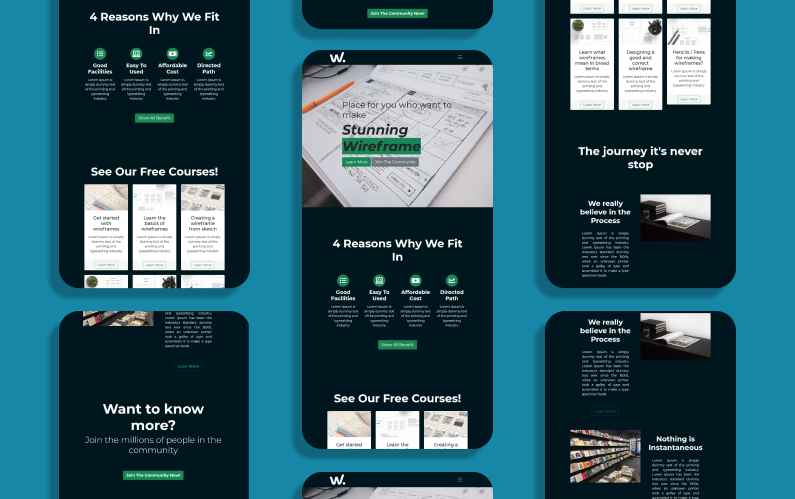 4 Reasons Why We Fit
In
Good
Facilities
Lorem Ipsum is
simply dummy text
of the printing and
typesetting
industry
Easy To
Used
Lorem Ipsum is
simply dummy text
of the printing and
typesetting
industry
Affordable
Cost
Lorem Ipsum is
simply dummy text
of the printing and
typesetting
industry
Directed
Path
Lorem Ipsum is
simply dummy text
of the printing and
typesetting
industry
Show All Benefit
See Our Free Courses!
Get started
with
wireframes
Lorem Ipsum is simply
dummy text of the
printing and
typesetting industry
Learn More
Learn the
basics of
wireframes
Lorem Ipsum is simply
dummy text of the
printing and
typesetting industry
Learn More
Creating a
wireframe
from sketch
Lorem Ipsum is simply
dummy text of the
printing and
typesetting industry
Learn More
and typesetting industry.
Lorem Ipsum has been the
industry's standard dummy
text ever since the 1500s,
when an unknown printer
took a galley of type and
scrambled it to make a type
specimen book.
Learn More
Want to know
more?
Join the millions of people in the
community
Join The Community Now!
Join The Community Now!
W.
Place for you who want to
make
Stunning
Wireframe
Learn More
Join The Community
4 Reasons Why We Fit
In
Good
Facilities
Lorem Ipsum is
simply dummy text
of the printing and
typesetting
industry
Easy To
Used
Lorem Ipsum is
simply dummy text
of the printing and
typesetting
industry
Affordable
Cost
Lorem Ipsum is
simply dummy text
of the printing and
typesetting
industry
Directed
Path
Lorem Ipsum is
simply dummy text
of the printing and
typesetting
industry
Show All Benefit
See Our Free Courses!
Get started
Learn the
Creating a
W.
Learn More
Learn More
Learn More
Learn what
wireframes
mean in broad
terms
Lorem Ipsum is simply
dummy text of the
printing and
typesetting industry
Learn More
Designing a
good and
correct
wireframe
Lorem Ipsum is simply
dummy text of the
printing and
typesetting industry
Learn More
Pencils / Pens
for making
wireframes?
Lorem Ipsum is simply
dummy text of the
printing and
typesetting industry
Learn More
The journey it's never
stop
We really
believe in the
Process
Lorem Ipsum is simply
dummy text of the printing
and typesetting industry.
Lorem Ipsum has been the
industry's standard dummy
text ever since the 1500s,
when an unknown printer
took a galley of type and
scrambled it to make a type
specimen book.
We really
believe in the
Process
Lorem Ipsum is simply
dummy text of the printing
and typesetting industry.
Lorem Ipsum has been the
industry's standard dummy
text ever since the 1500s,
when an unknown printer
took a galley of type and
scrambled it to make a type
specimen book.
Learn More
Nothing is
Instantaneous
Lorem Ipsum is simply
dummy text of the printing
and typesetting industry.
Lorem Ipsum has been the
industry's standard dummy
text ever since the 1500s,